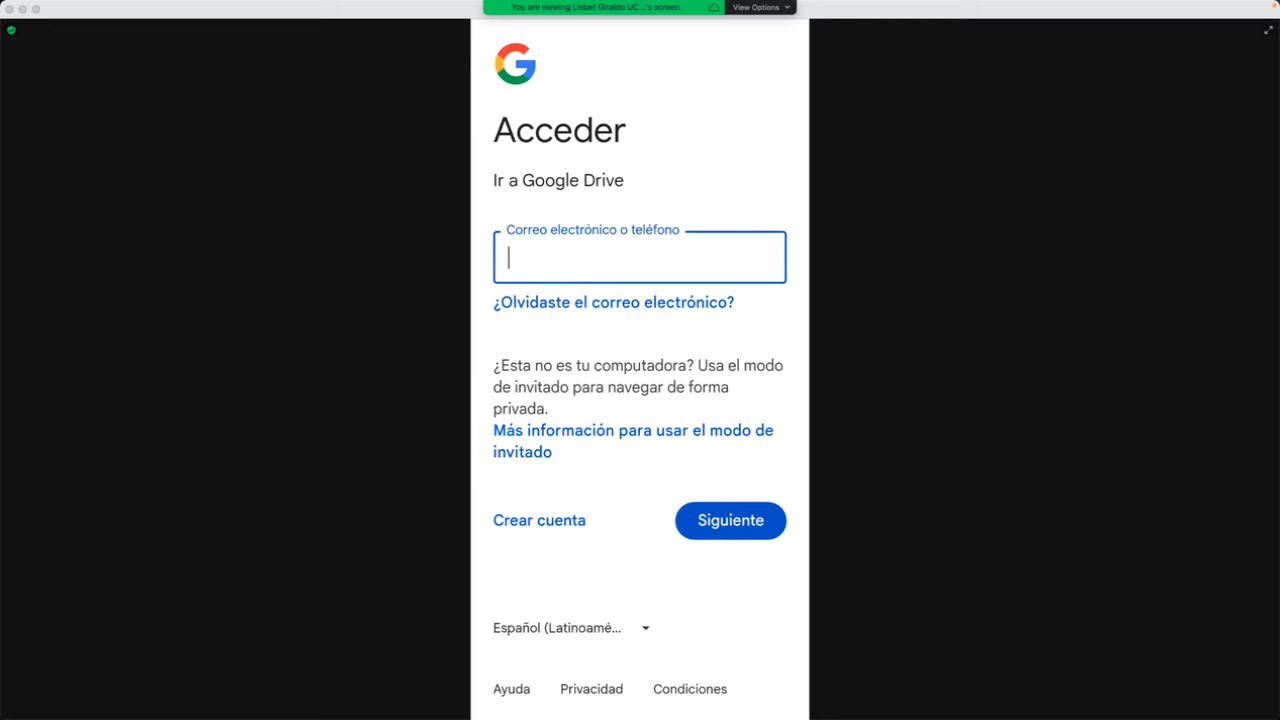 You are viewing Lisbet Giraldo UC...'s screen
View Options
Acceder
Ir a Google Drive
Correo electrónico o teléfono
¿Olvidaste el correo electrónico?
¿Esta no es tu computadora? Usa el modo
de invitado para navegar de forma
privada.
Más información para usar el modo de
invitado
Crear cuenta
Siguiente
Español (Latinoamé...
Ayuda
Privacidad
Condiciones